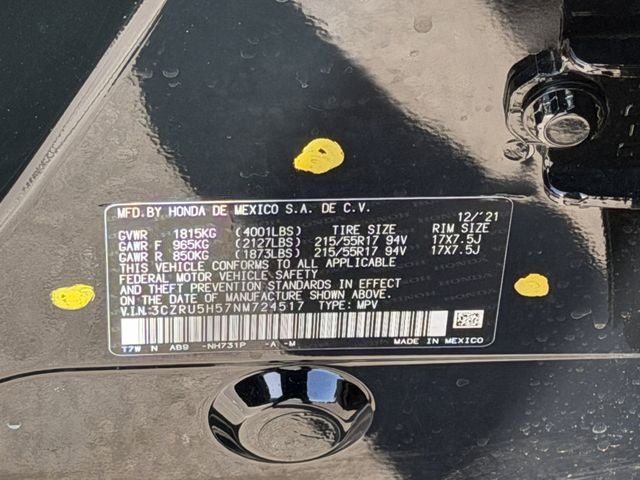 MFD.BY HONDA DE MEXICO S.A. DE C.V. 12/'21
GVWR 1815KG (4001LBS) TIRE SIZE RIM SIZE
GAWR F 965KG (2127LBS) 215/55R17 94V 17X7.5J
GAWR R 850KG (1873LBS) 215/55R17 94V 17X7.5J
THIS VEHICLE CONFORMS TO ALL APPLICABLE
FEDERAL MOTOR VEHICLE SAFETY
AND THEFT PREVENTION STANDARDS IN EFFECT
ON THE DATE OF MANUFACTURE SHOWN ABOVE.
V.I.N:3CZRU5H57NM724517 TYPE: MPV
T7W N AB9 -NH731P -A -M MADE IN MEXICO